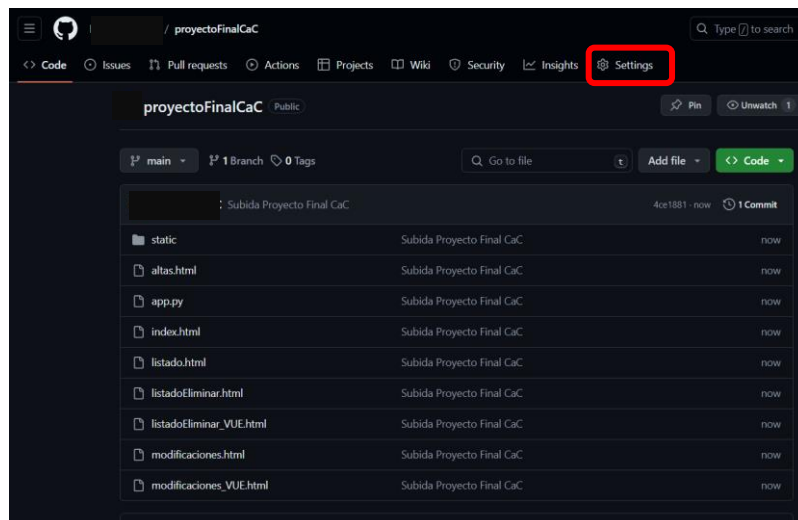 / proyectoFinalCaC Type / to search
Code Issues Pull requests Actions Projects Wiki Security Insights Settings
proyectoFinalCaC Public Pin Unwatch 1
main 1 Branch 0 Tags Go to file t Add file Code
Subida Proyecto Final CaC 4ce1881 · now 1 Commit
static Subida Proyecto Final CaC now
altas.html Subida Proyecto Final CaC now
app.py Subida Proyecto Final CaC now
index.html Subida Proyecto Final CaC now
listado.html Subida Proyecto Final CaC now
listadoEliminar.html Subida Proyecto Final CaC now
listadoEliminar_VUE.html Subida Proyecto Final CaC now
modificaciones.html Subida Proyecto Final CaC now
modificaciones_VUE.html Subida Proyecto Final CaC now